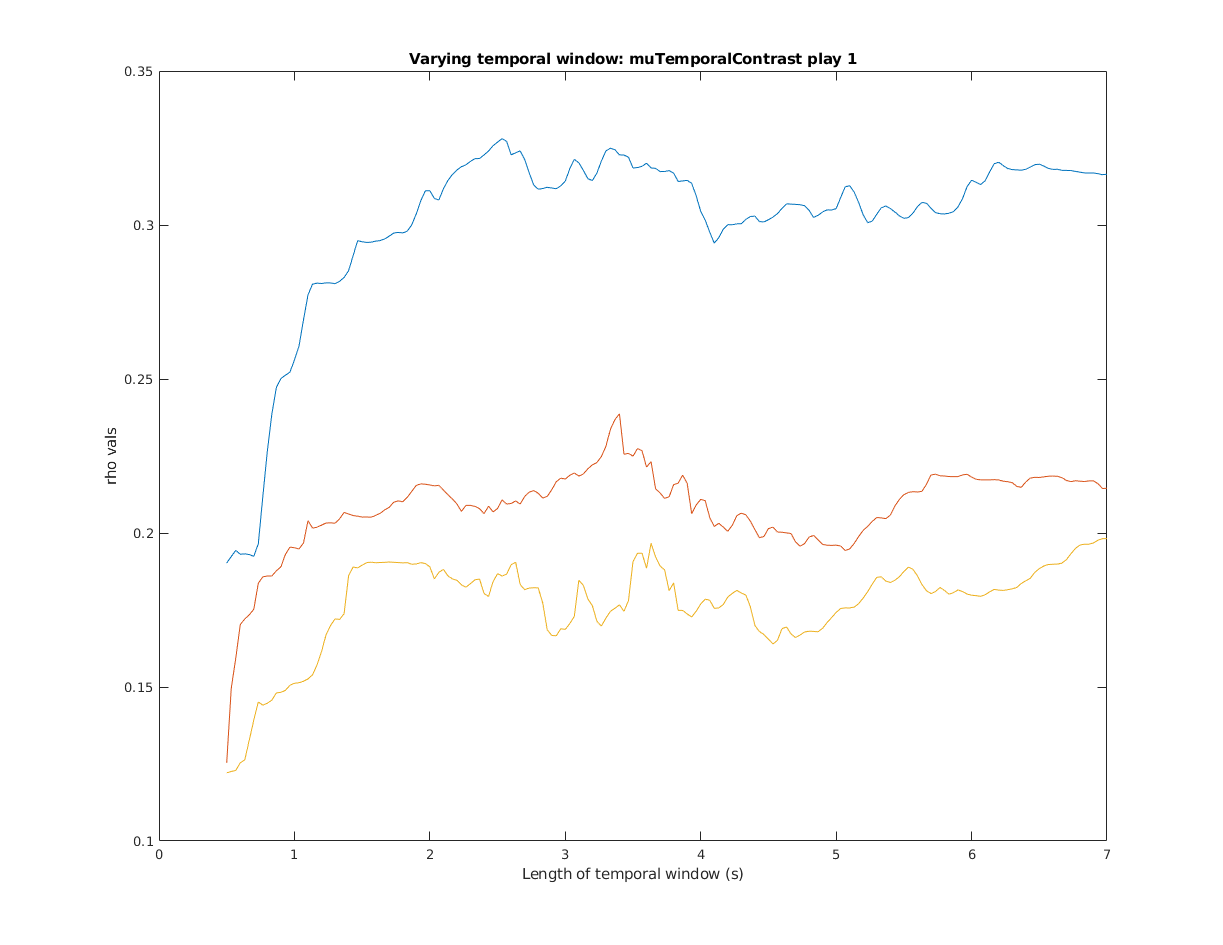 Varying temporal window: muTemporalContrast play 1
0.35
0.3
0.25
0.2
0.15
0.1
rho vals
0 1 2 3 4 5 6 7
Length of temporal window (s)